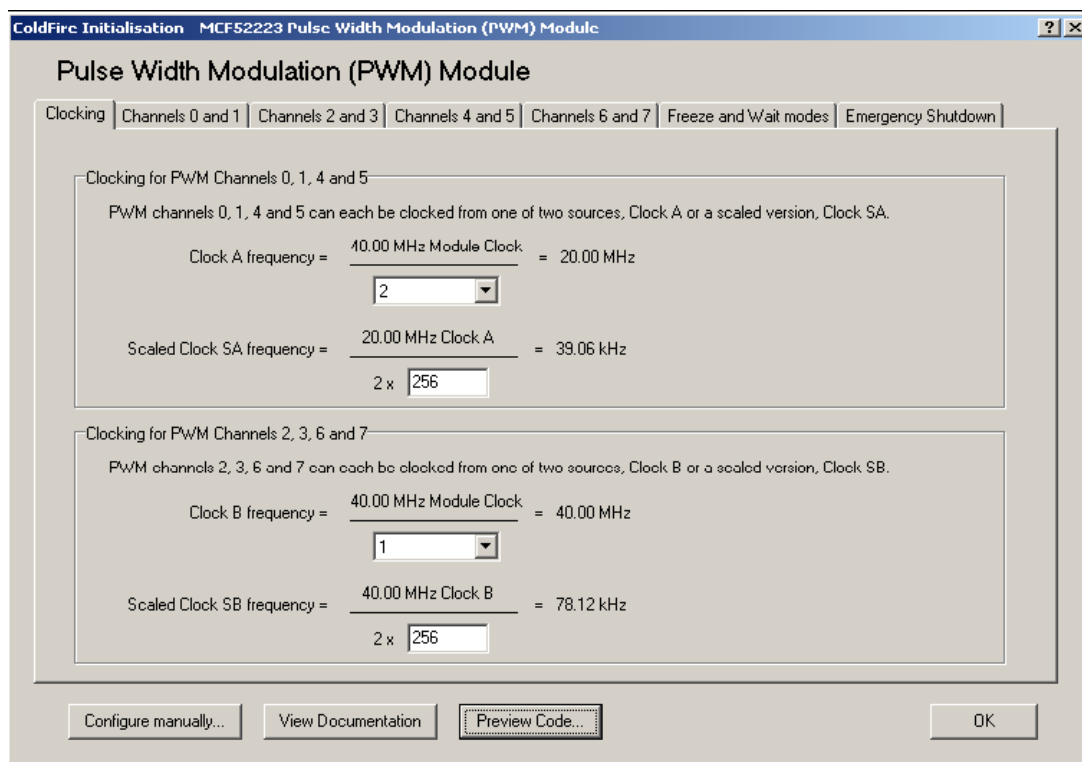 ColdFire Initialisation MCF52223 Pulse Width Modulation (PWM) Module
Pulse Width Modulation (PWM) Module
Clocking Channels 0 and 1 Channels 2 and 3 Channels 4 and 5 Channels 6 and 7 Freeze and Wait modes Emergency Shutdown
Clocking for PWM Channels 0, 1, 4 and 5
PWM channels 0, 1, 4 and 5 can each be clocked from one of two sources, Clock A or a scaled version, Clock SA.
40.00 MHz Module Clock
Clock A frequency = = 20.00 MHz
2
20.00 MHz Clock A
Scaled Clock SA frequency = = 39.06 kHz
2 x 256
Clocking for PWM Channels 2, 3, 6 and 7
PWM channels 2, 3, 6 and 7 can each be clocked from one of two sources, Clock B or a scaled version, Clock SB.
40.00 MHz Module Clock
Clock B frequency = = 40.00 MHz
1
40.00 MHz Clock B
Scaled Clock SB frequency = = 78.12 kHz
2 x 256
Configure manually... View Documentation Preview Code... OK